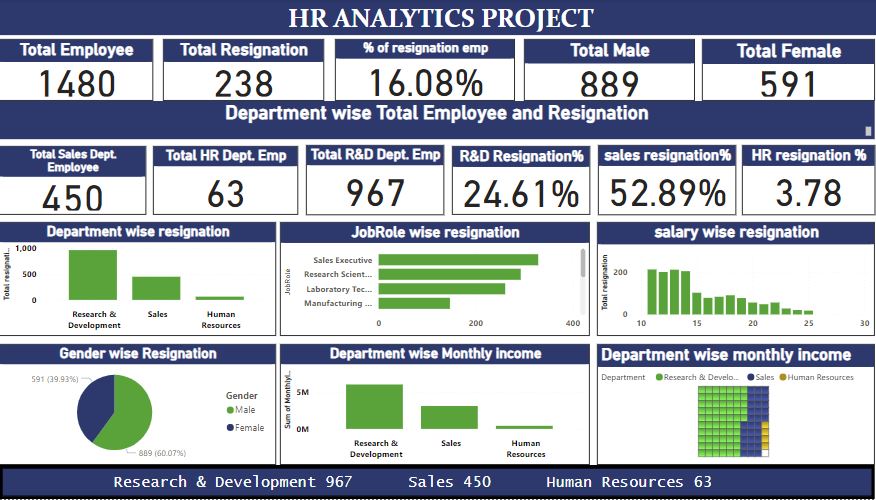 HR ANALYTICS PROJECT
Total Employee
1480
Total Resignation
238
% of resignation emp
16.08%
Total Male
889
Total Female
591
Department wise Total Employee and Resignation
Total Sales Dept.
Employee
450
Total HR Dept. Emp
63
Total R&D Dept. Emp
967
R&D Resignation%
24.61%
sales resignation%
52.89%
HR resignation %
3.78
Department wise resignation
Total resignati...
1,000
500
0
Research &
Development
Sales
Human
Resources
JobRole wise resignation
JobRole
Sales Executive
Research Scient...
Laboratory Tec...
Manufacturing ...
0
200
400
salary wise resignation
Total resignation
200
0
10
15
20
25
30
Gender wise Resignation
591 (39.93%)
889 (60.07%)
Gender
Male
Female
Department wise Monthly income
Sum of Monthlyi...
5M
0M
Research &
Development
Sales
Human
Resources
Department wise monthly income
Department
Research & Develo...
Sales
Human Resources
Research & Development 967 Sales 450 Human Resources 63